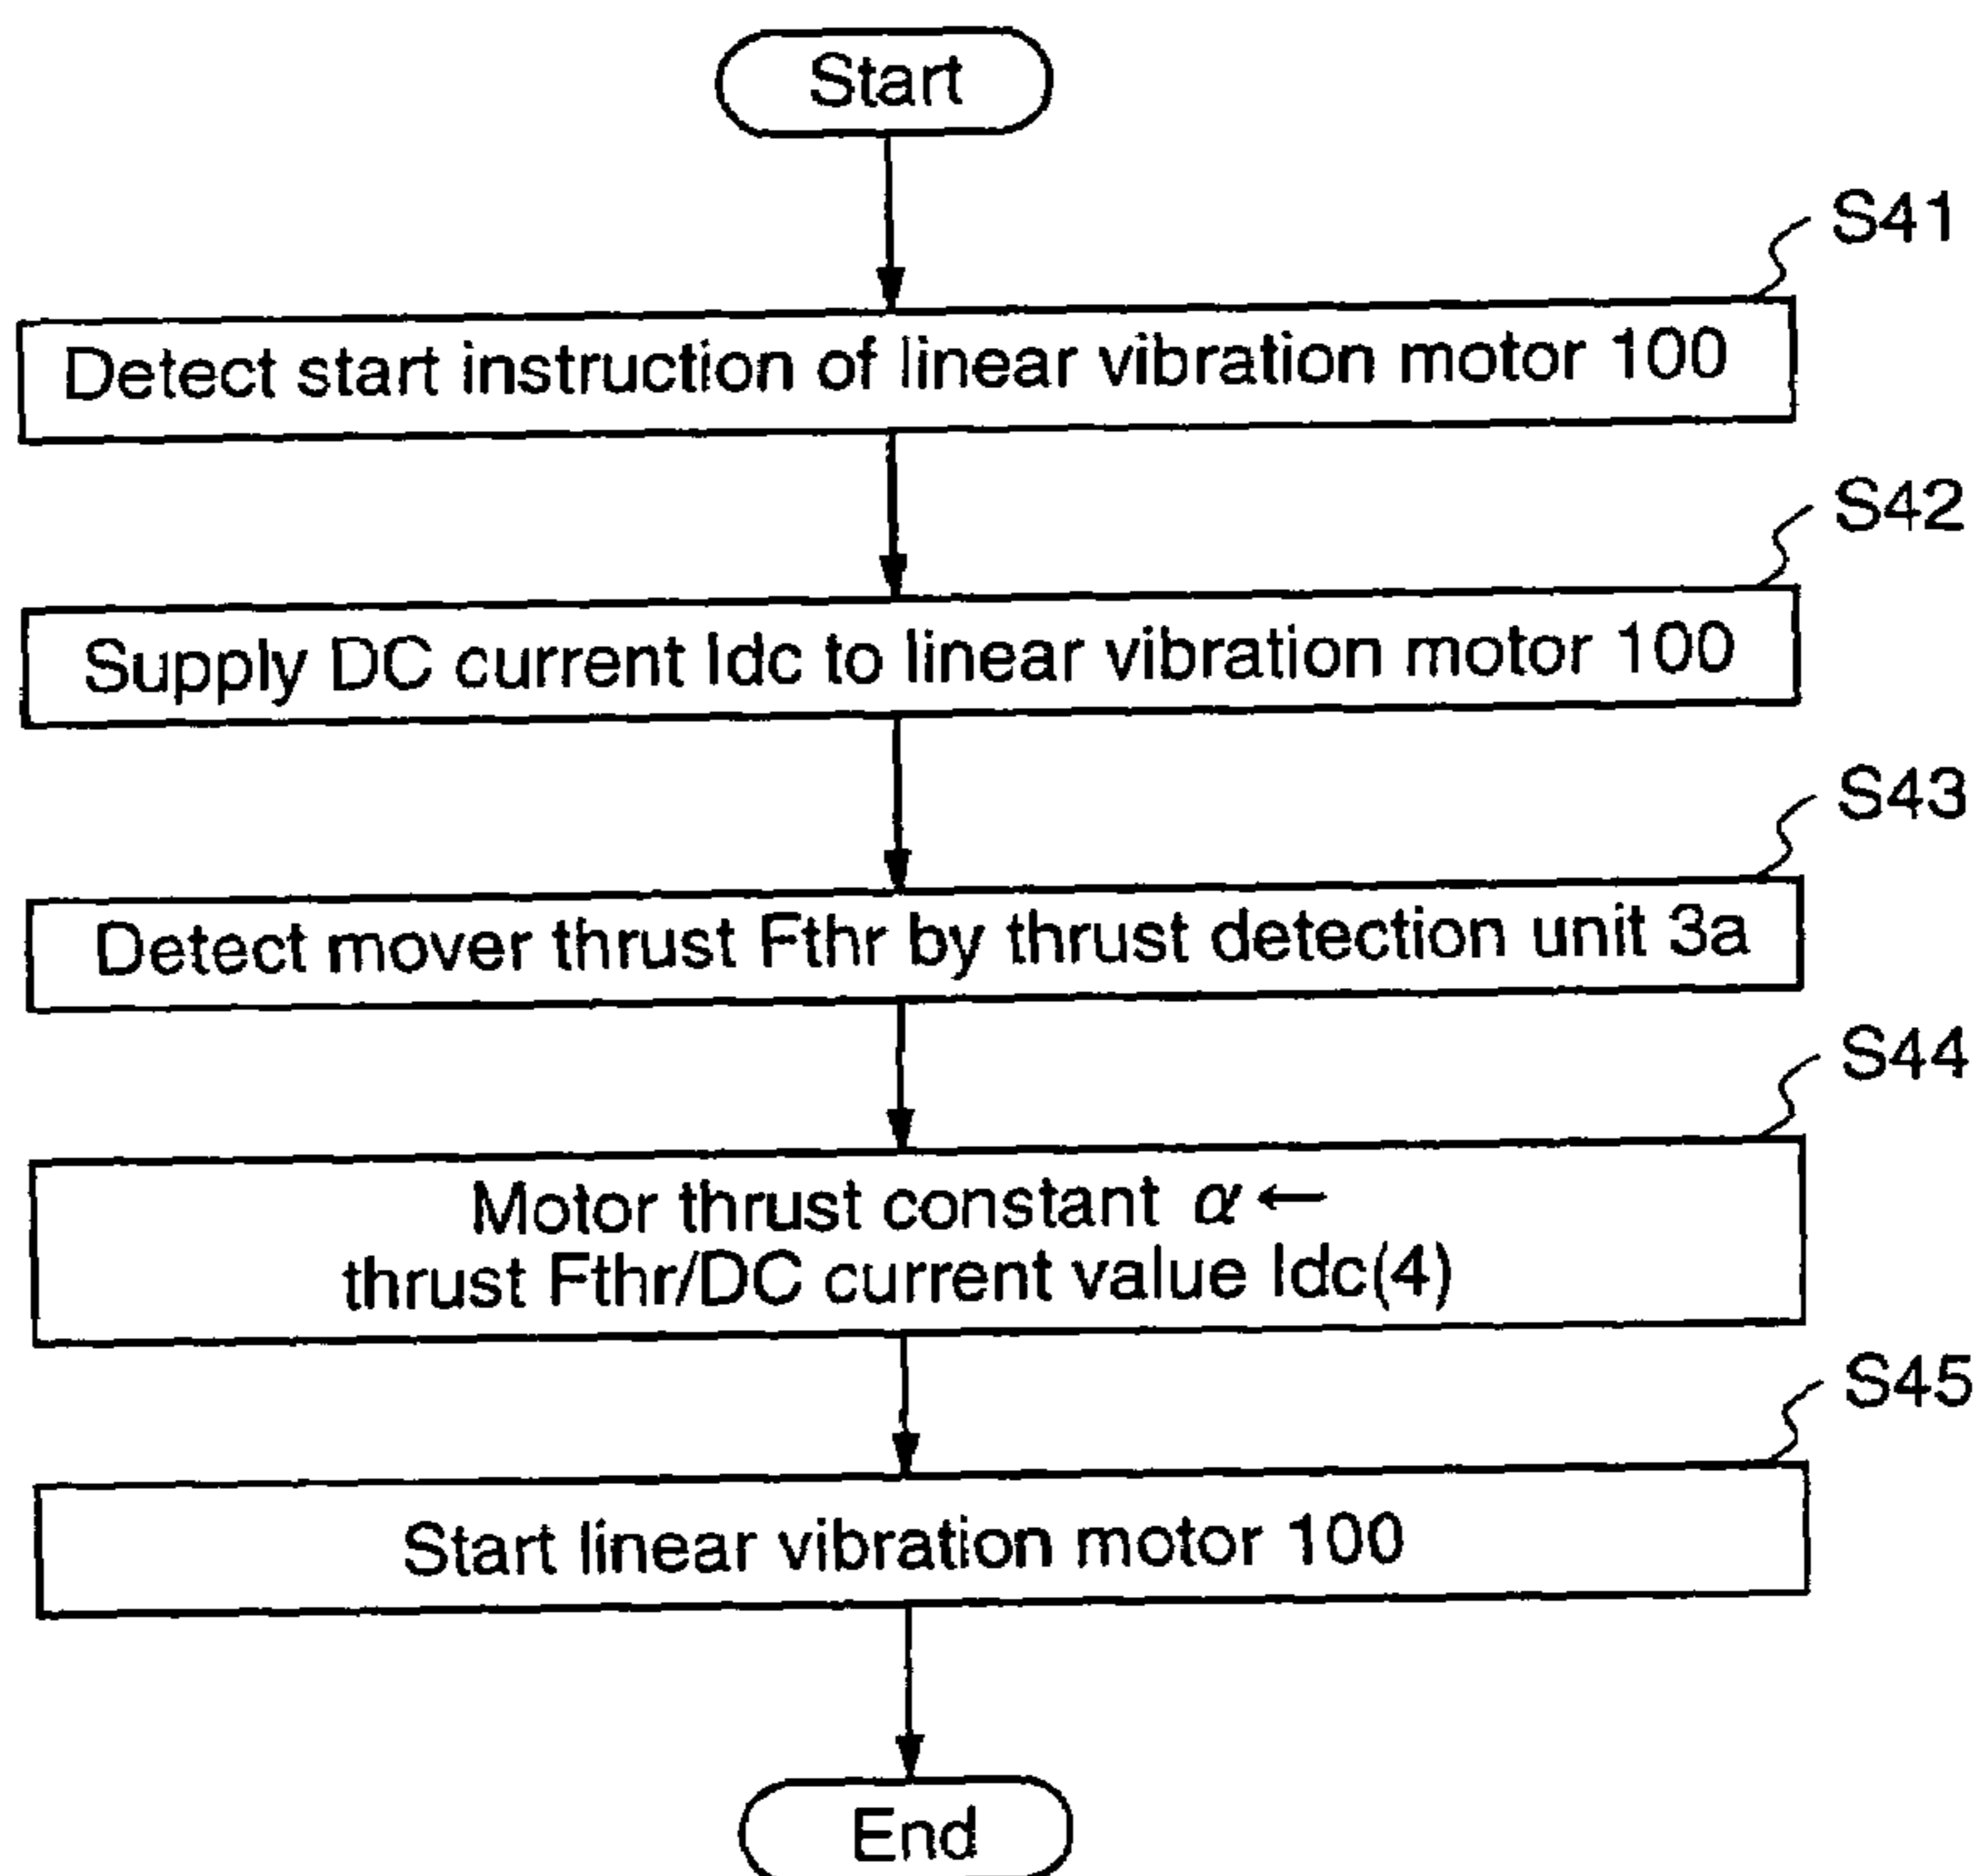 Start
S41
Detect start instruction of linear vibration motor 100
S42
Supply DC current Idc to linear vibration motor 100
S43
Detect mover thrust Fthr by thrust detection unit 3a
S44
Motor thrust constant α←
thrust Fthr/DC current value Idc(4)
S45
Start linear vibration motor 100
End